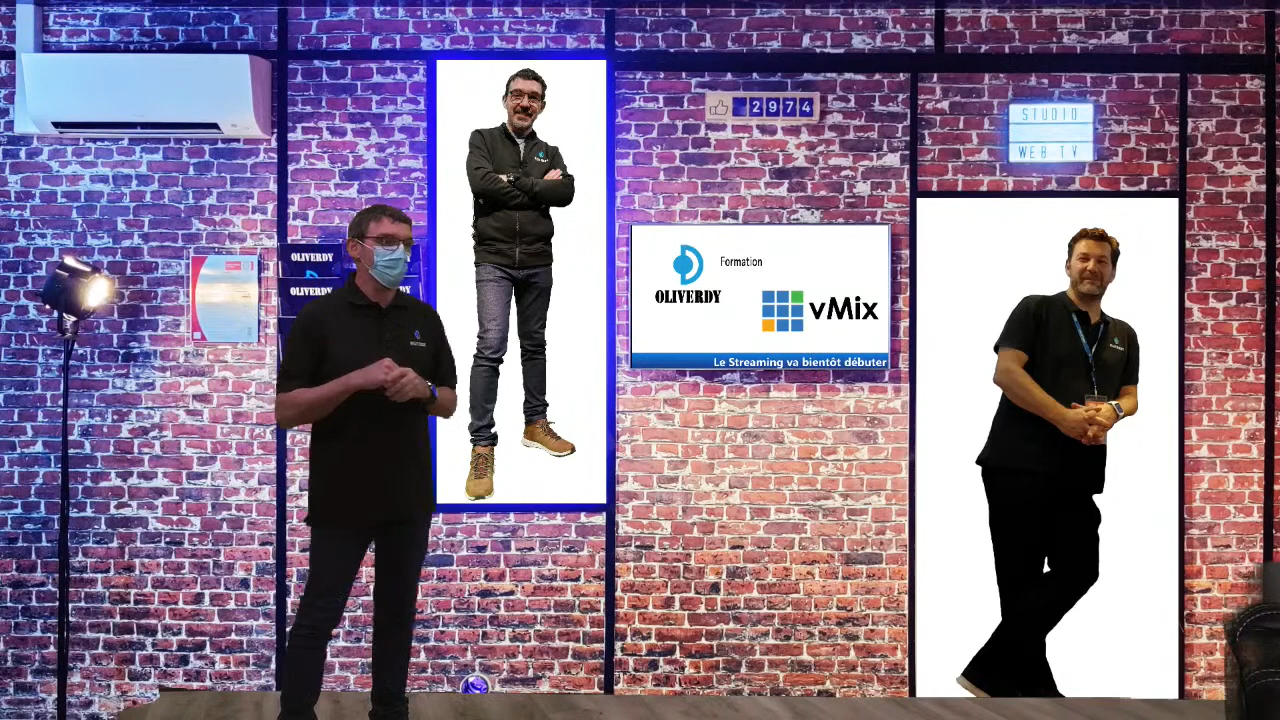 2974
STUDIO
WEB TV
OLIVERDY
OLIVERDY
Formation
OLIVERDY
vMix
Le Streaming va bientôt débuter